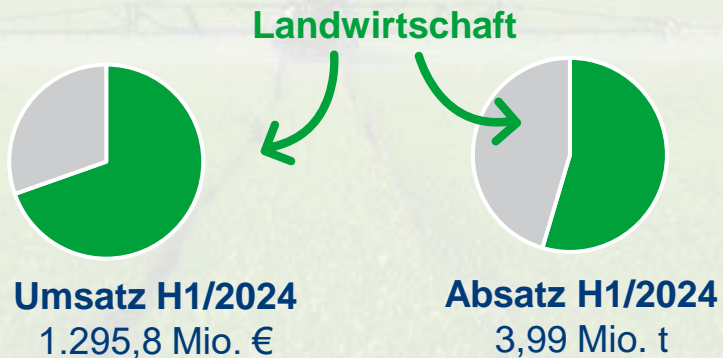 Landwirtschaft
Umsatz H1/2024
1.295,8 Mio. €
Absatz H1/2024
3,99 Mio. t